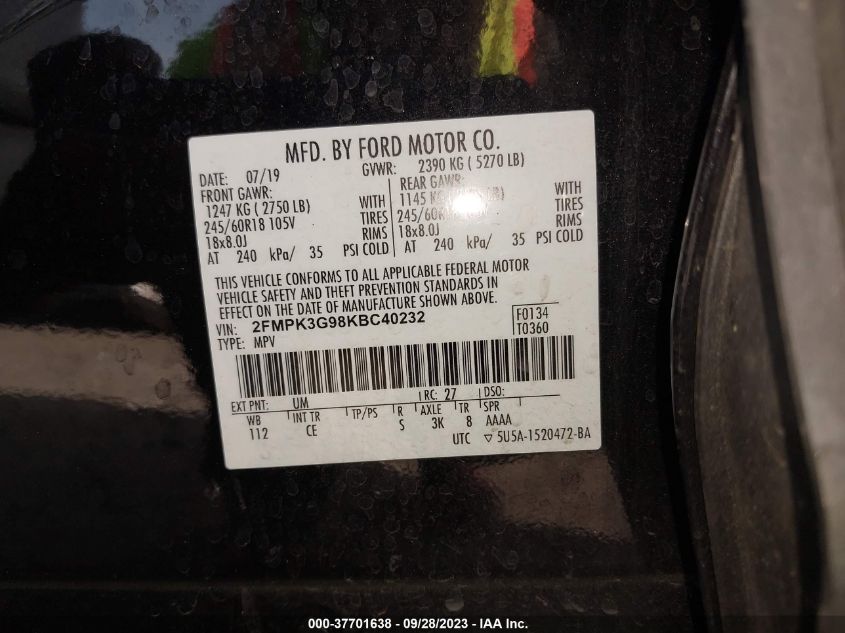 MFD. BY FORD MOTOR CO.
DATE: 07/19 GVWR: 2390 KG ( 5270 LB)
FRONT GAWR: REAR GAWR:
1247 KG ( 2750 LB) WITH 1145 KG LB) WITH
245/60R18 105V TIRES 245/60R TIRES
18x8.0J RIMS 18x8.0J RIMS
AT 240 kPa/ 35 PSI COLD AT 240 kPa/ 35 PSI COLD
THIS VEHICLE CONFORMS TO ALL APPLICABLE FEDERAL MOTOR
VEHICLE SAFETY AND THEFT PREVENTION STANDARDS IN
EFFECT ON THE DATE OF MANUFACTURE SHOWN ABOVE.
VIN: 2FMPK3G98KBC40232 F0134
TYPE: MPV T0360
EXT PNT: UM RC: 27 DSO:
WB INT TR TP/PS R AXLE TR SPR
112 CE S 3K 8 AAAA
UTC ▽ 5U5A-1520472-BA
000-37701638 - 09/28/2023 - IAA Inc.